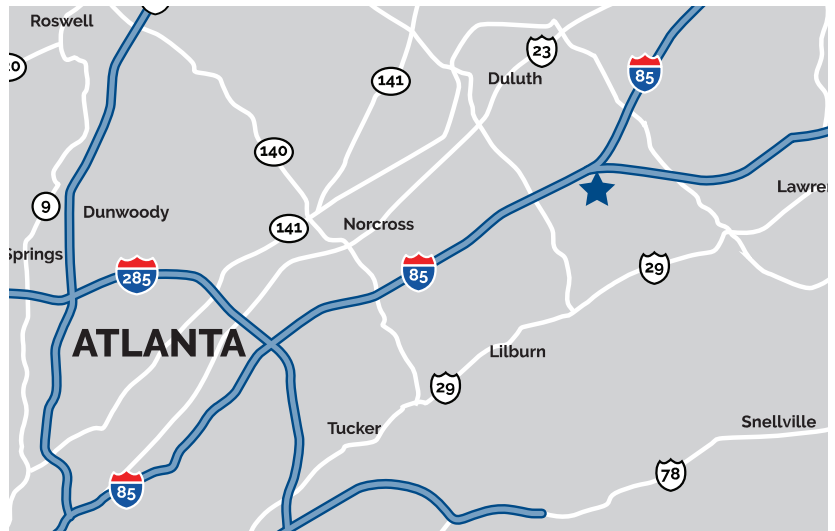 Roswell
23
141
Duluth
85
140
9
Dunwoody
141
Norcross
Springs
285
85
29
ATLANTA
Lilburn
29
Tucker
Snellville
78
85